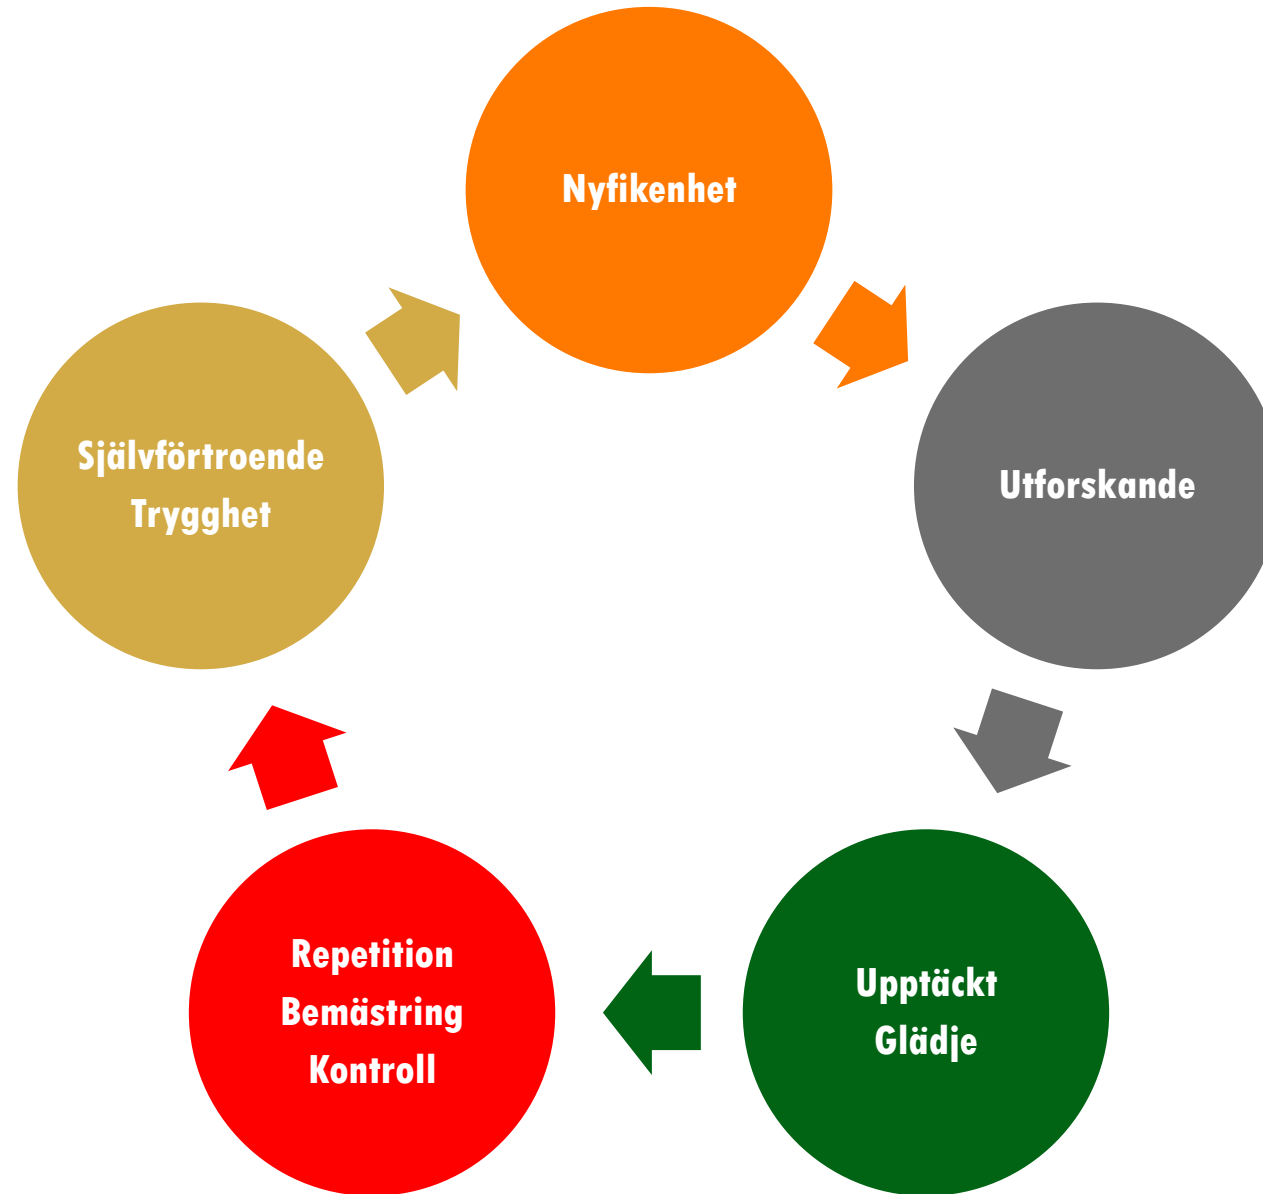 Nyfikenhet
Utforskande
Upptäckt
Glädje
Repetition
Bemästring
Kontroll
Självförtroende
Trygghet